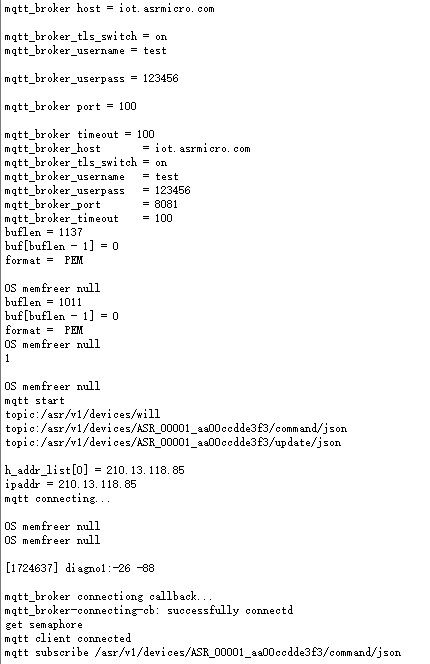 mqtt_broker host = iot.asrmicro.com
mqtt_broker_tls_switch = on
mqtt_broker_username = test
mqtt_broker_userpass = 123456
mqtt_broker port = 100
mqtt_broker timeout = 100
mqtt_broker_host       = iot.asrmicro.com
mqtt_broker_tls_switch = on
mqtt_broker_username   = test
mqtt_broker_userpass   = 123456
mqtt_broker_port       = 8081
mqtt_broker_timeout    = 100
buflen = 1137
buf[buflen - 1] = 0
format =  PEM
OS memfreer null
buflen = 1011
buf[buflen - 1] = 0
format =  PEM
OS memfreer null
1
OS memfreer null
mqtt start
topic:/asr/v1/devices/will
topic:/asr/v1/devices/ASR_00001_aa00ccdde3f3/command/json
topic:/asr/v1/devices/ASR_00001_aa00ccdde3f3/update/json
h_addr_list[0] = 210.13.118.85
ipaddr = 210.13.118.85
mqtt connecting...
OS memfreer null
OS memfreer null
[1724637] diagno1:-26 -88
mqtt_broker connectiong callback...
mqtt_broker-connecting-cb: successfully connectd
get semaphore
mqtt client connected
mqtt subscribe /asr/v1/devices/ASR_00001_aa00ccdde3f3/command/json